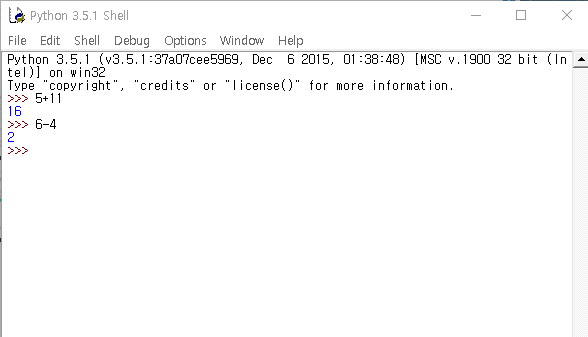 Python 3.5.1 Shell
File Edit Shell Debug Options Window Help
Python 3.5.1 (v3.5.1:37a07cee5969, Dec  6 2015, 01:38:48) [MSC v.1900 32 bit (In
tel)] on win32
Type "copyright", "credits" or "license()" for more information.
>>> 5+11
16
>>> 6-4
2
>>>